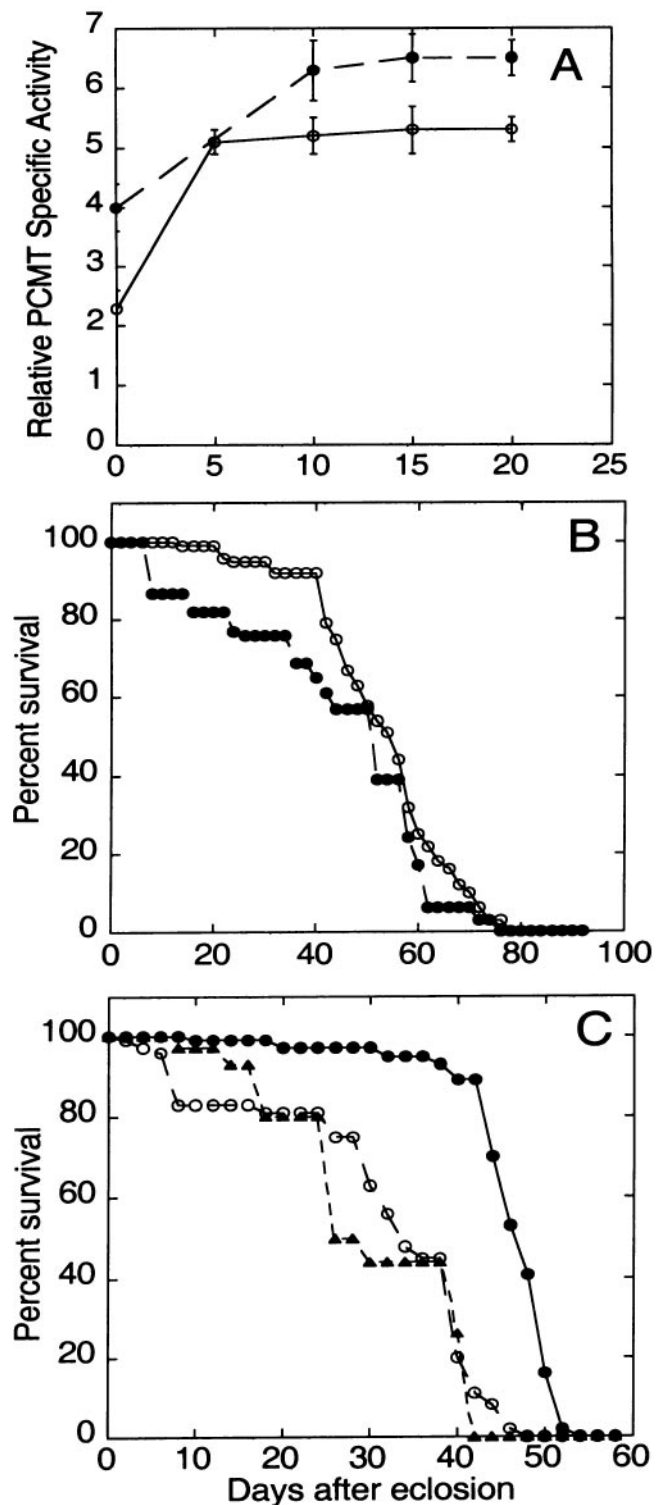 A
Relative PCMT Specific Activity
7
6
5
4
3
2
1
0
0 5 10 15 20 25
B
Percent survival
100
80
60
40
20
0
0 20 40 60 80 100
C
Percent survival
100
80
60
40
20
0
0 10 20 30 40 50 60
Days after eclosion